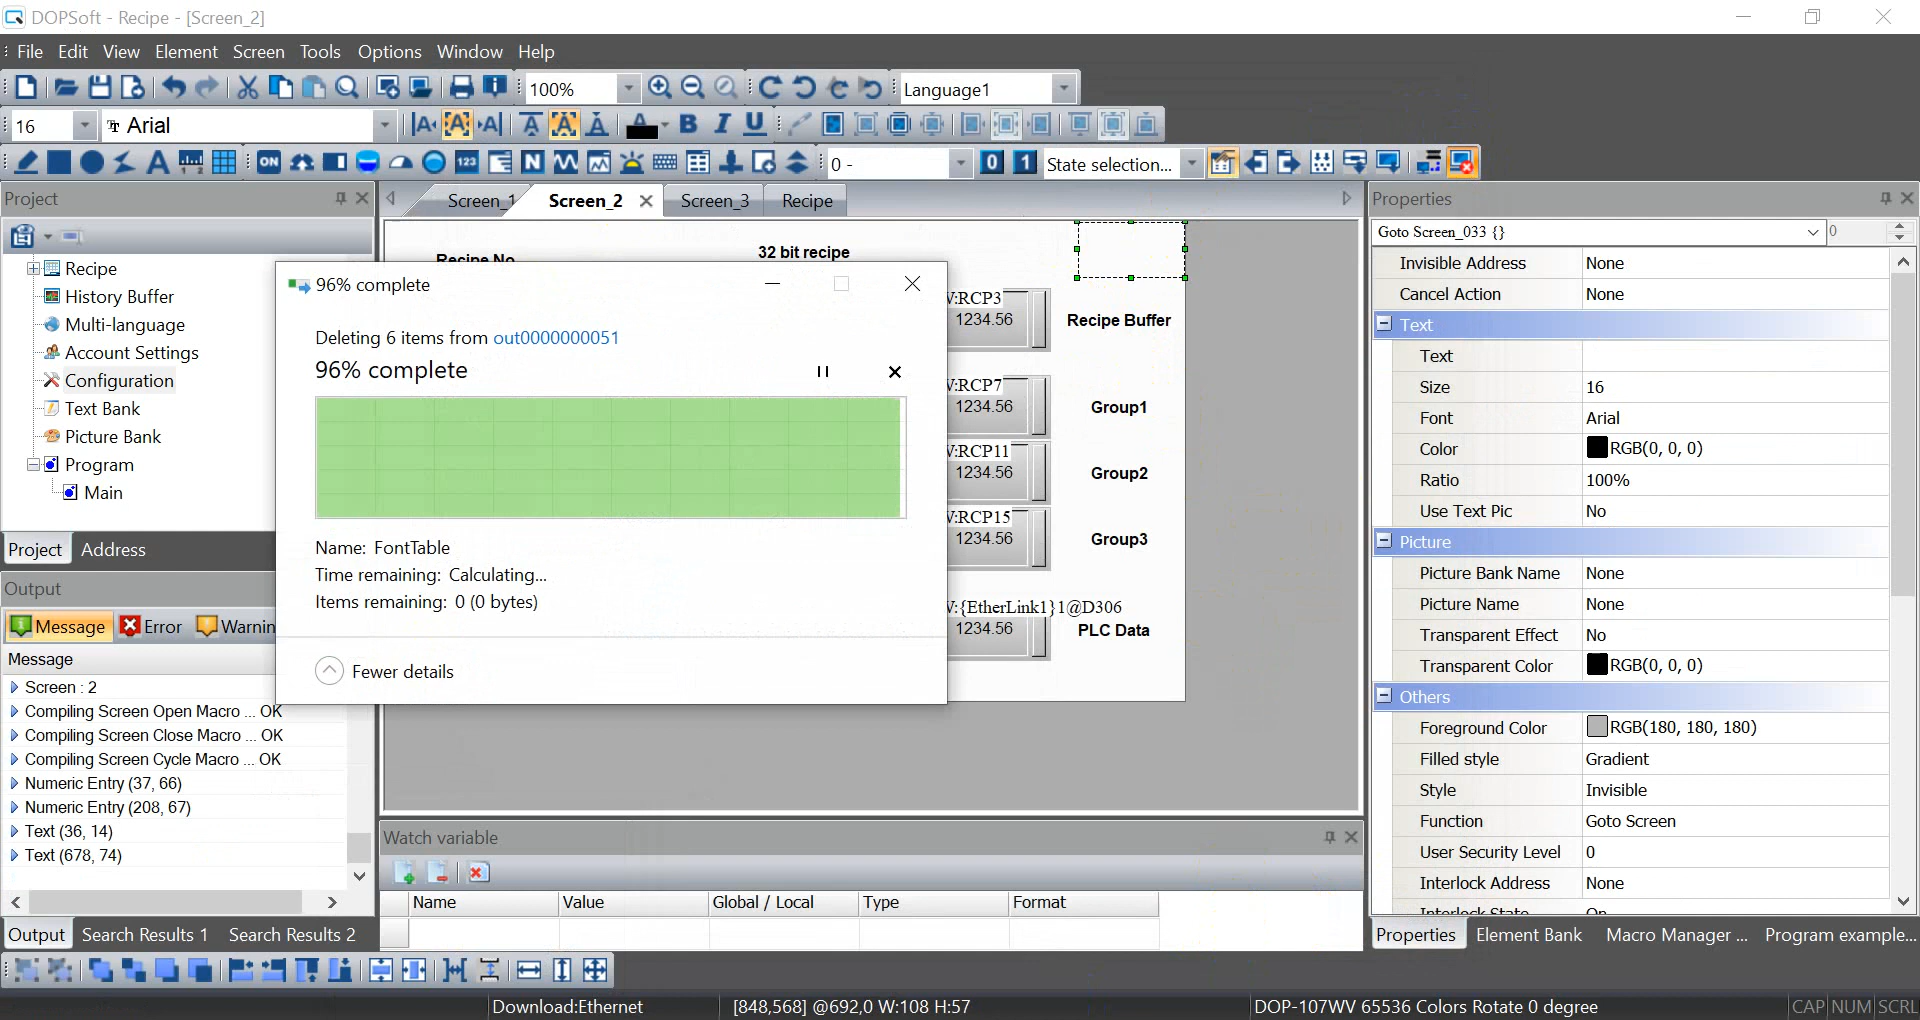 DOPSoft - Recipe - [Screen_2]
File Edit View Element Screen Tools Options Window Help
100% Language1
16 Arial
0 - State selection...
Project
Screen_1 Screen_2 Screen_3 Recipe
Properties
Goto Screen_033 {} 0
Recipe
History Buffer
Multi-language
Account Settings
Configuration
Text Bank
Picture Bank
Program
Main
Project Address
Output
Message Error Warnin
Message
Screen : 2
Compiling Screen Open Macro ... OK
Compiling Screen Close Macro ... OK
Compiling Screen Cycle Macro ... OK
Numeric Entry (37, 66)
Numeric Entry (208, 67)
Text (36, 14)
Text (678, 74)
Output Search Results 1 Search Results 2
Recipe No
32 bit recipe
96% complete
Deleting 6 items from out0000000051
96% complete
Name: FontTable
Time remaining: Calculating...
Items remaining: 0 (0 bytes)
Fewer details
V:RCP3
1234.56
Recipe Buffer
V:RCP7
1234.56
Group1
V:RCP11
1234.56
Group2
V:RCP15
1234.56
Group3
V:{EtherLink1}1@D306
1234.56
PLC Data
Watch variable
Name Value Global / Local Type Format
Invisible Address None
Cancel Action None
Text
Text
Size 16
Font Arial
Color RGB(0, 0, 0)
Ratio 100%
Use Text Pic No
Picture
Picture Bank Name None
Picture Name None
Transparent Effect No
Transparent Color RGB(0, 0, 0)
Others
Foreground Color RGB(180, 180, 180)
Filled style Gradient
Style Invisible
Function Goto Screen
User Security Level 0
Interlock Address None
Interlock State On
Properties Element Bank Macro Manager ... Program example...
Download:Ethernet [848,568] @692,0 W:108 H:57 DOP-107WV 65536 Colors Rotate 0 degree CAP NUM SCRL